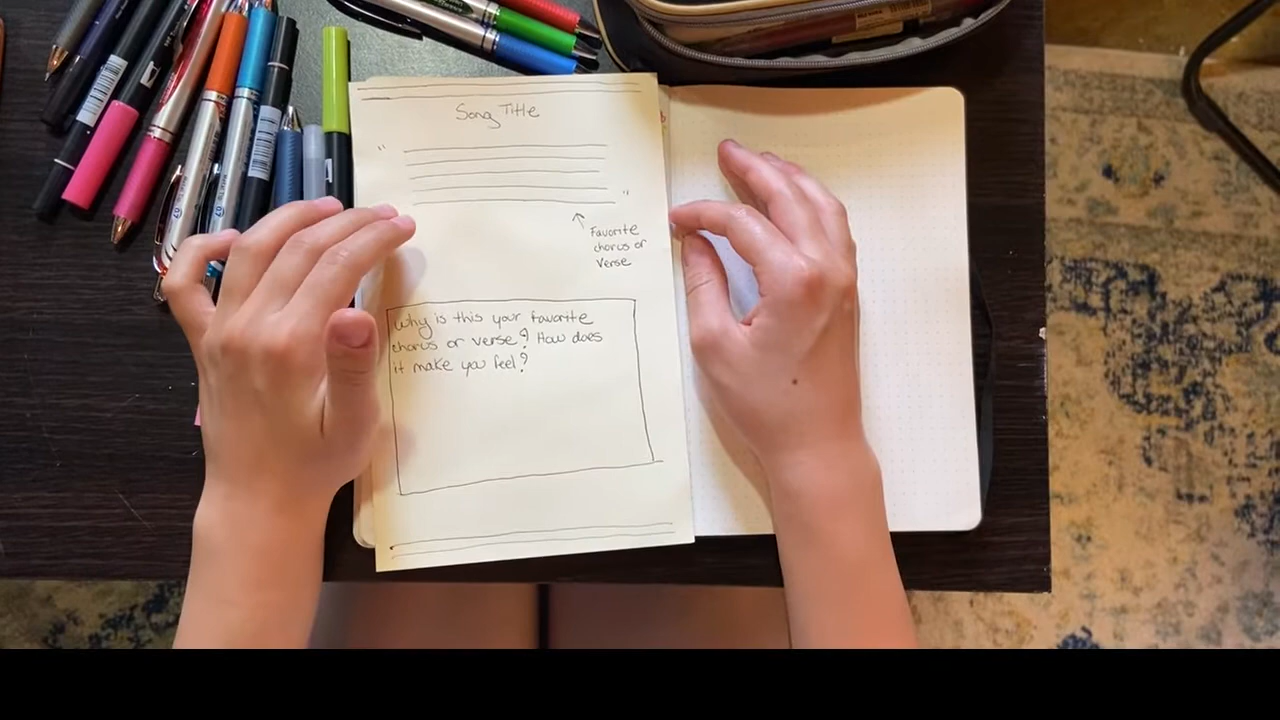 Song Title
"
"
Favorite
chorus or
verse
Why is this your favorite
chorus or verse? How does
it make you feel?